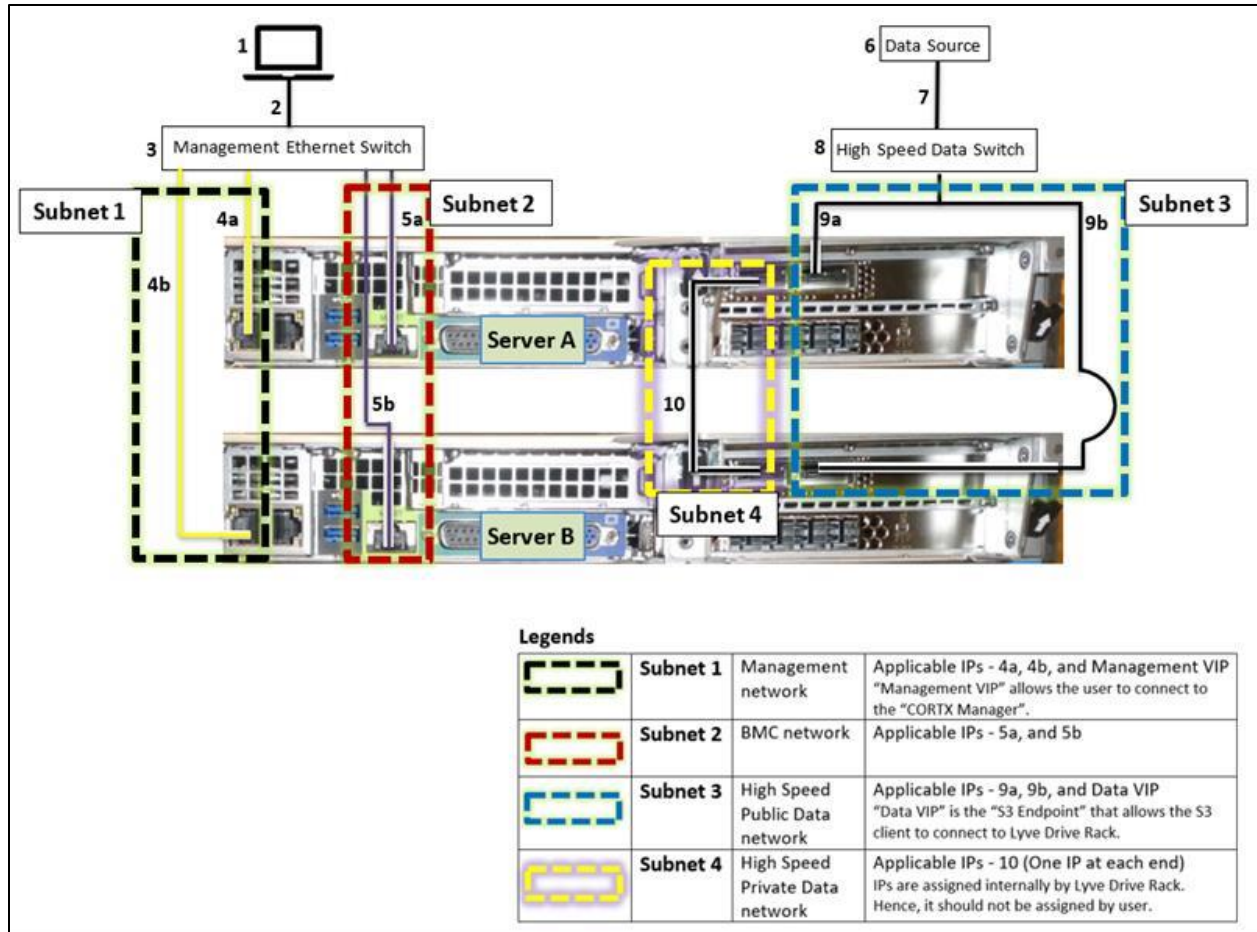 1
2
3
Management Ethernet Switch
6
Data Source
7
8
High Speed Data Switch
Subnet 1
4a
4b
5a
Subnet 2
9a
9b
Subnet 3
Server A
5b
10
Subnet 4
Server B
Legends
Subnet 1
Management
network
Applicable IPs - 4a, 4b, and Management VIP
“Management VIP” allows the user to connect to
the “CORTX Manager”.
Subnet 2
BMC network
Applicable IPs - 5a, and 5b
Subnet 3
High Speed
Public Data
network
Applicable IPs - 9a, 9b, and Data VIP
“Data VIP” is the “S3 Endpoint” that allows the S3
client to connect to Lyve Drive Rack.
Subnet 4
High Speed
Private Data
network
Applicable IPs - 10 (One IP at each end)
IPs are assigned internally by Lyve Drive Rack.
Hence, it should not be assigned by user.